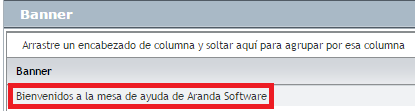 Banner
Arrastre un encabezado de columna y soltar aquí para agrupar por esa columna
Banner
Bienvenidos a la mesa de ayuda de Aranda Software